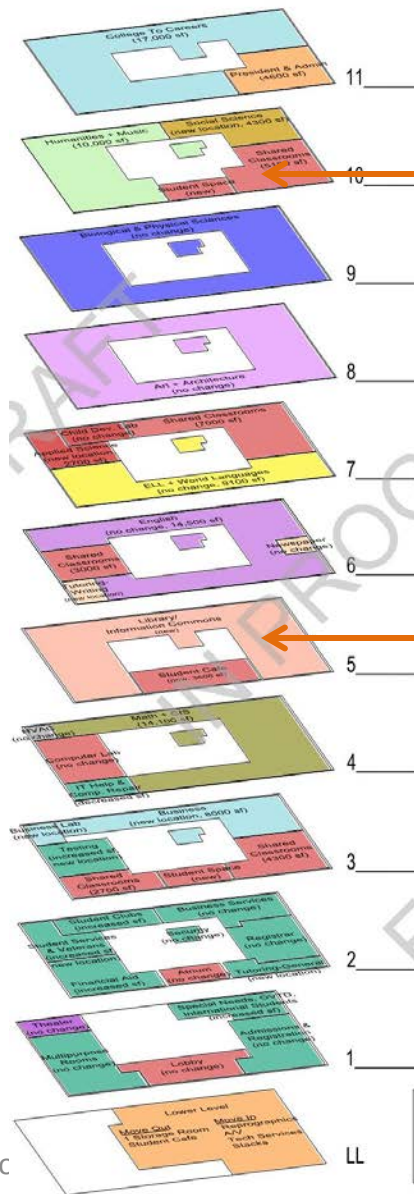 College To Careers
(17,000 sf)
President & Admin
(4600 sf)
11
Humanities + Music
(10,000 sf)
Social Science
(new location, 4300 sf)
Shared
Classrooms
Student Space
(new)
10
Biological & Physical Sciences
(no change)
9
Art + Architecture
(no change)
8
Child Dev. Lab
(no change)
Shared Classrooms
(7000 sf)
Applied Science
(new location
2700 sf)
ELL + World Languages
(no change, 9100 sf)
7
English
(no change, 14,500 sf)
Newspaper
(no change)
Shared
Classrooms
(3000 sf)
Tutoring-
Writing
(new location)
6
Library/
Information Commons
(new)
Student Cafe
5
Math +
(14,100 sf)
(no change)
Computer Lab
(no change)
IT Help &
Comp. Repair
(decreased sf)
4
Business
(new location, 8000 sf)
Business Lab
(new location)
Testing
(increased sf
new location)
Shared
Classrooms
(4300 sf)
Shared
Classrooms
(2700 sf)
Student Space
(new)
3
Student Clubs
(increased sf)
Business Services
(no change)
Student Services
& Veterans
(increased sf
new location)
Security
(no change)
Registrar
(no change)
Financial Aid
(increased sf)
Atrium
(no change)
Tutoring-General
(new location)
2
Special Needs, OVTD,
International Students
(increased sf)
Theater
(no change)
Multipurpose
Rooms
(no change)
Admissions &
Registration
(no change)
Lobby
(no change)
1
Lower Level
Move Out
1 Storage Room
Student Cafe
Move In
Reprographics
A/V
Tech Services
Stacks
LL
DRAFT
IN PROC